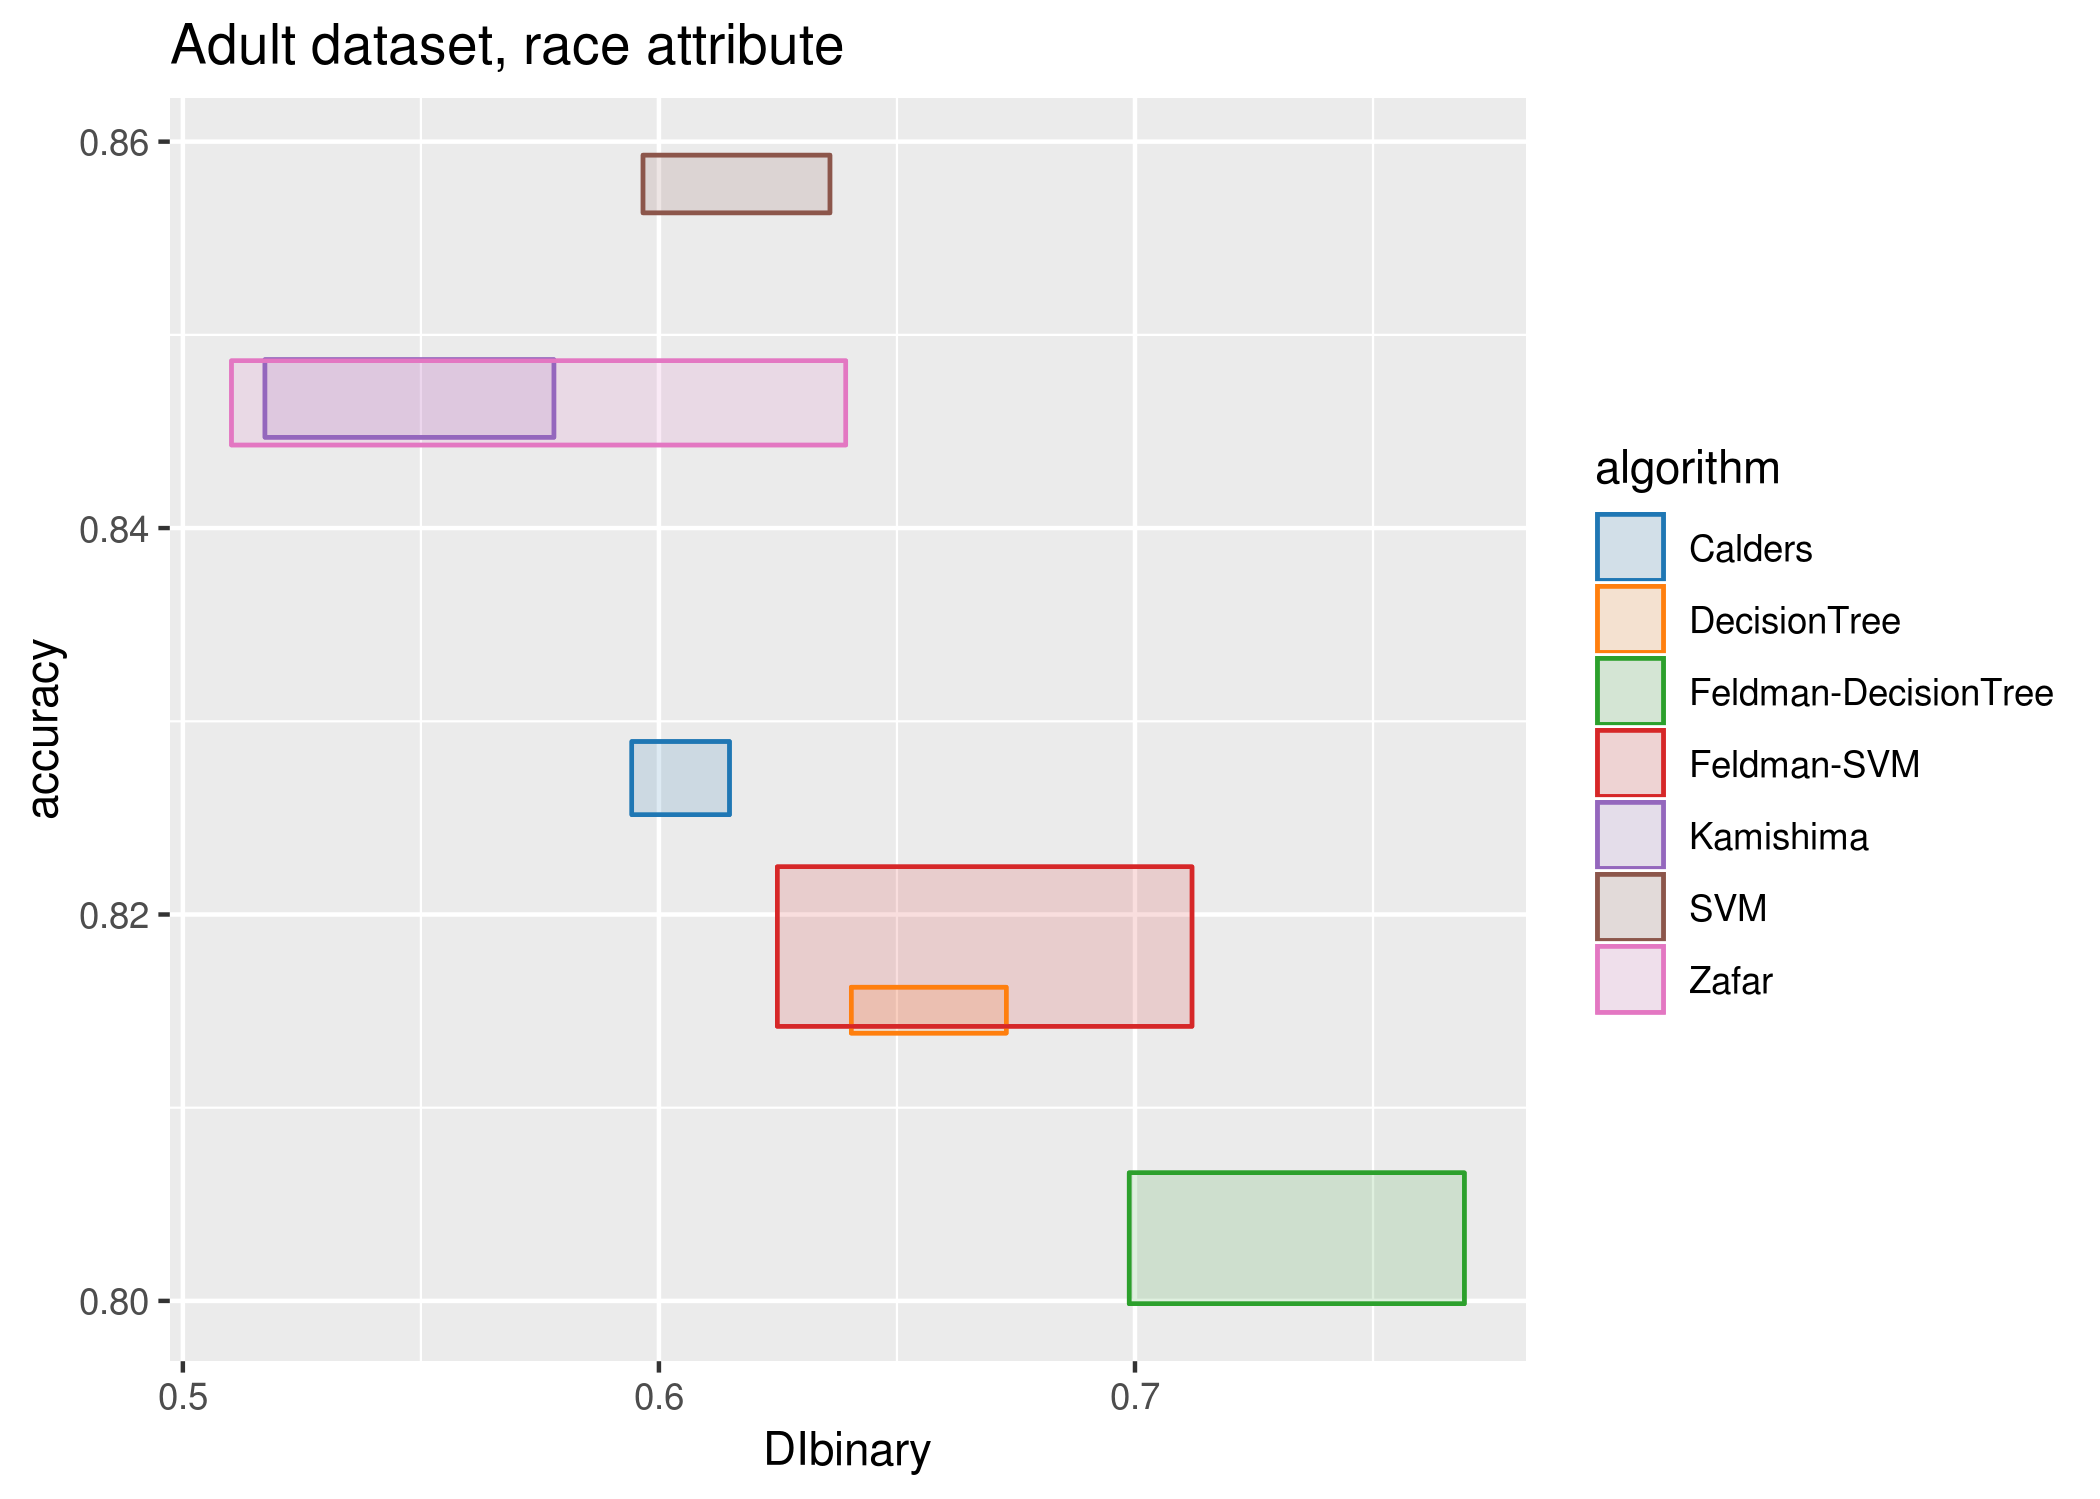 Adult dataset, race attribute
0.86
0.84
0.82
0.80
accuracy
0.5 0.6 0.7
DIbinary
algorithm
Calders
DecisionTree
Feldman-DecisionTree
Feldman-SVM
Kamishima
SVM
Zafar